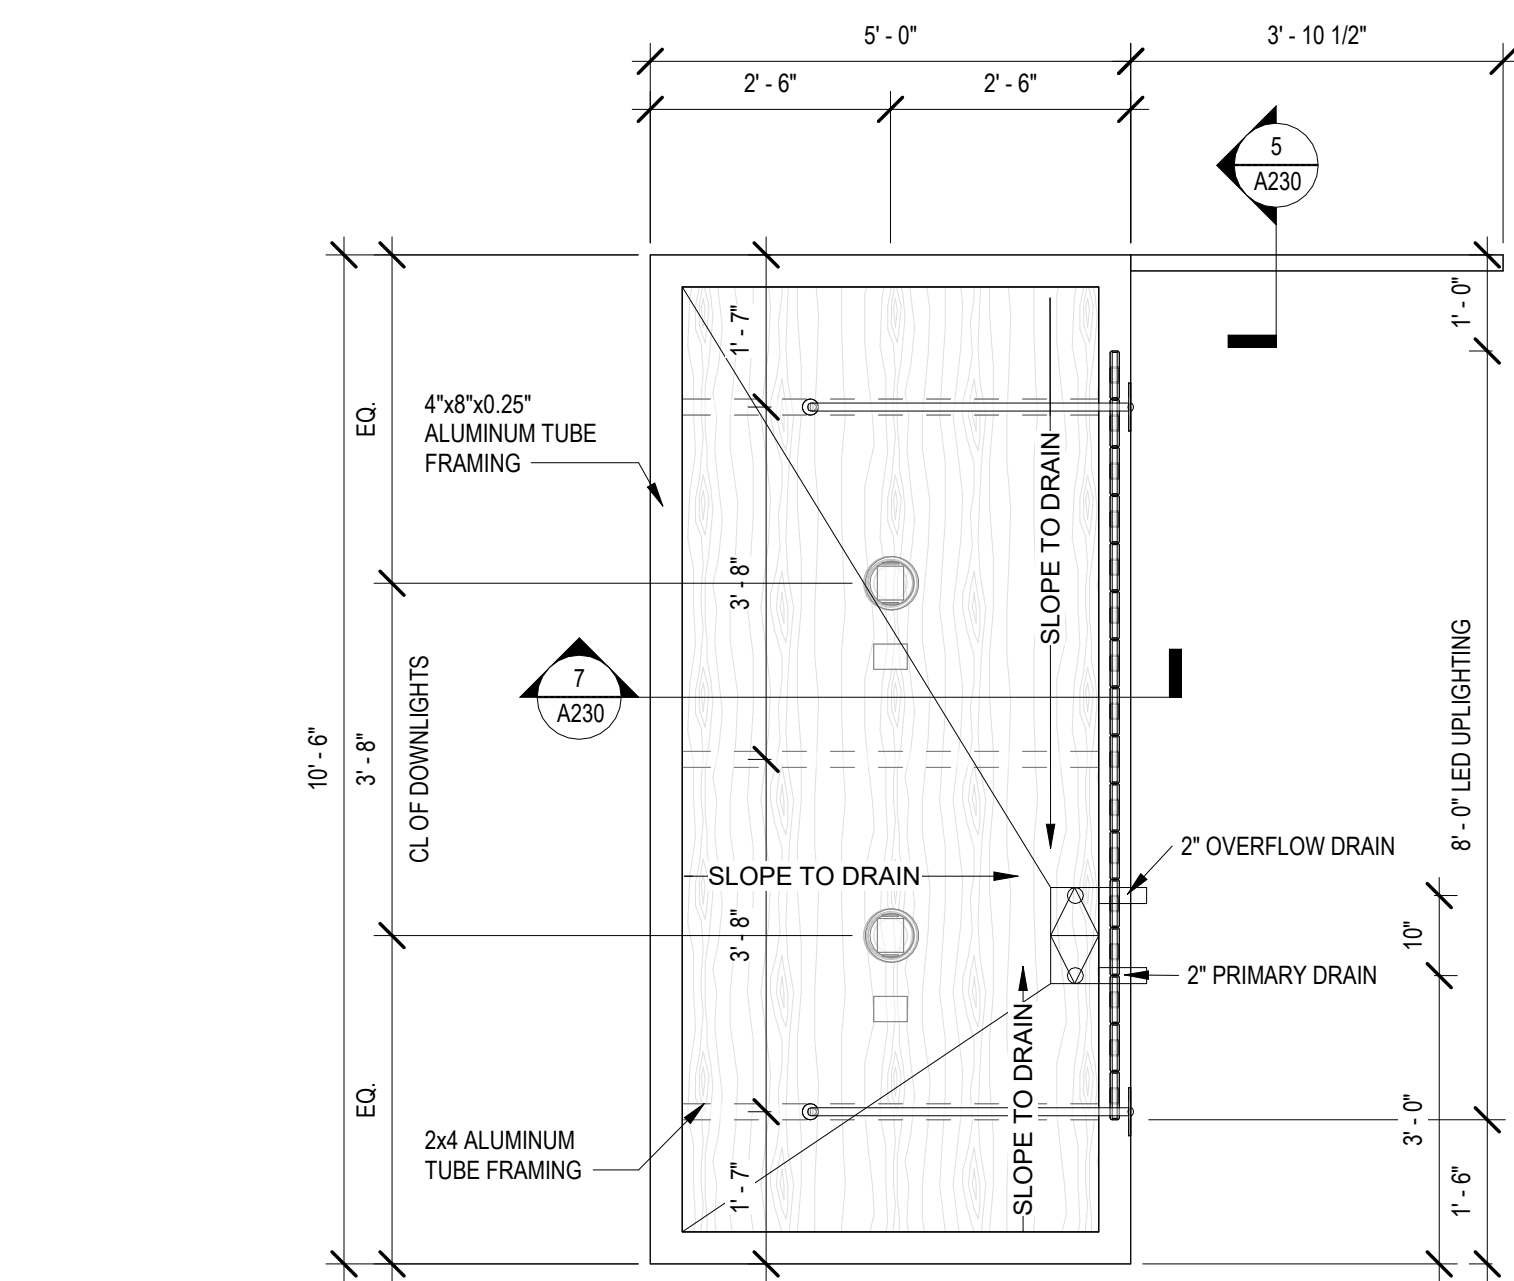 5' - 0"
3' - 10 1/2"
2' - 6"
2' - 6"
5
A230
1' - 0"
1' - 7"
4"x8"x0.25"
ALUMINUM TUBE
FRAMING
EQ.
SLOPE TO DRAIN
3' - 8"
7
A230
CL OF DOWNLIGHTS
10' - 6"
3' - 8"
8' - 0" LED UPLIGHTING
2" OVERFLOW DRAIN
SLOPE TO DRAIN
3' - 8"
10"
2" PRIMARY DRAIN
SLOPE TO DRAIN
EQ.
2x4 ALUMINUM
TUBE FRAMING
1' - 7"
3' - 0"
1' - 6"